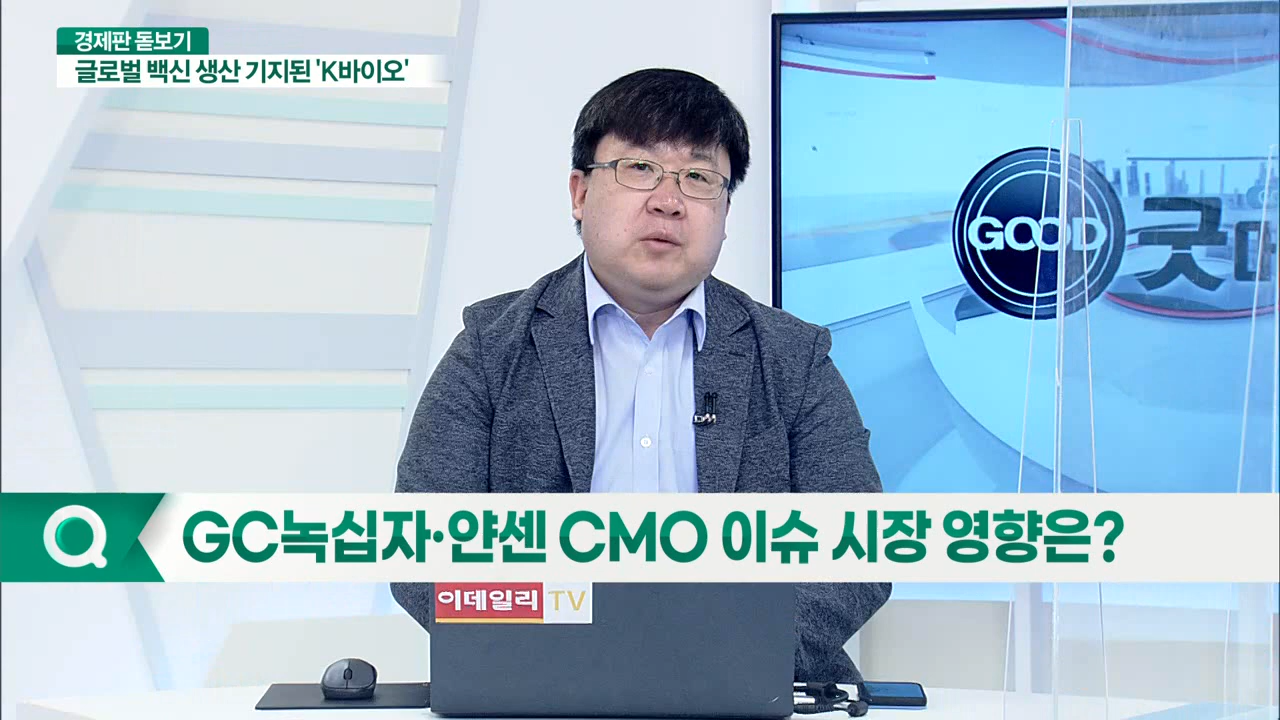 경제판 돋보기
글로벌 백신 생산 기지된 'K바이오'
GOOD
굿
GC녹십자·얀센 CMO 이슈 시장 영향은?
이데일리 TV